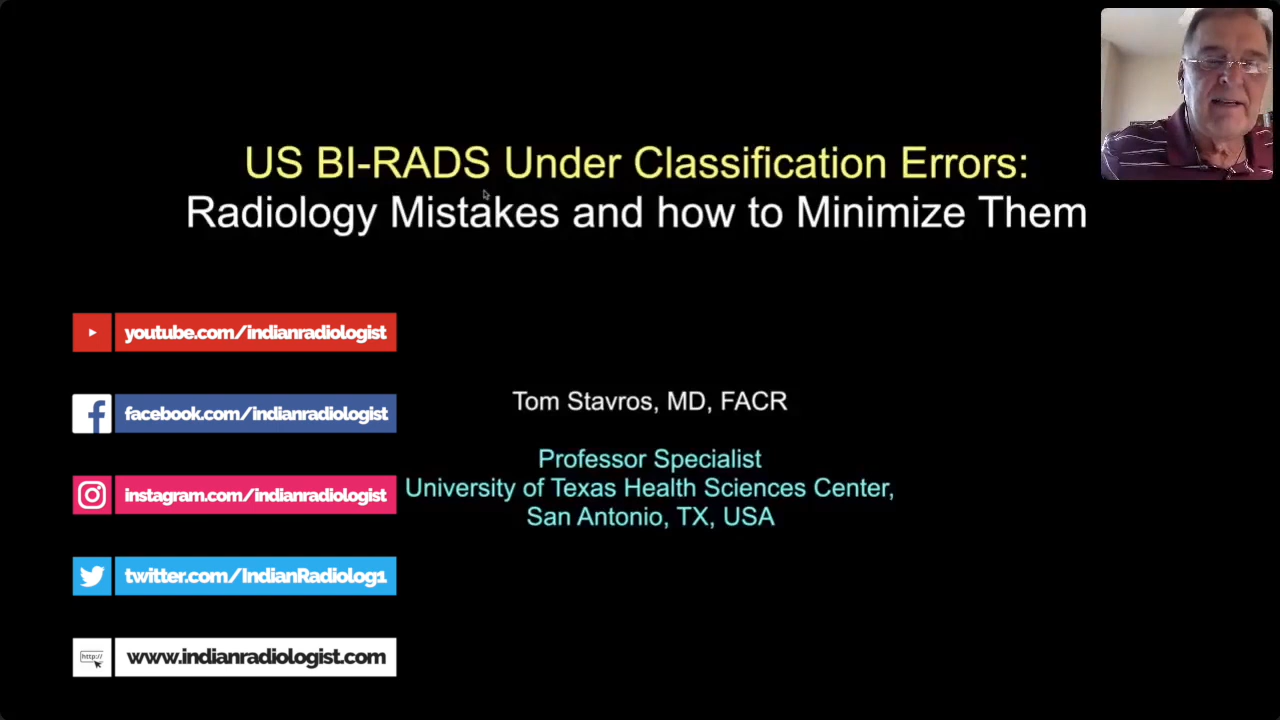 US BI-RADS Under Classification Errors:
Radiology Mistakes and how to Minimize Them
youtube.com/indianradiologist
facebook.com/indianradiologist
instagram.com/indianradiologist
twitter.com/IndianRadiolog1
http://
www.indianradiologist.com
Tom Stavros, MD, FACR
Professor Specialist
University of Texas Health Sciences Center,
San Antonio, TX, USA